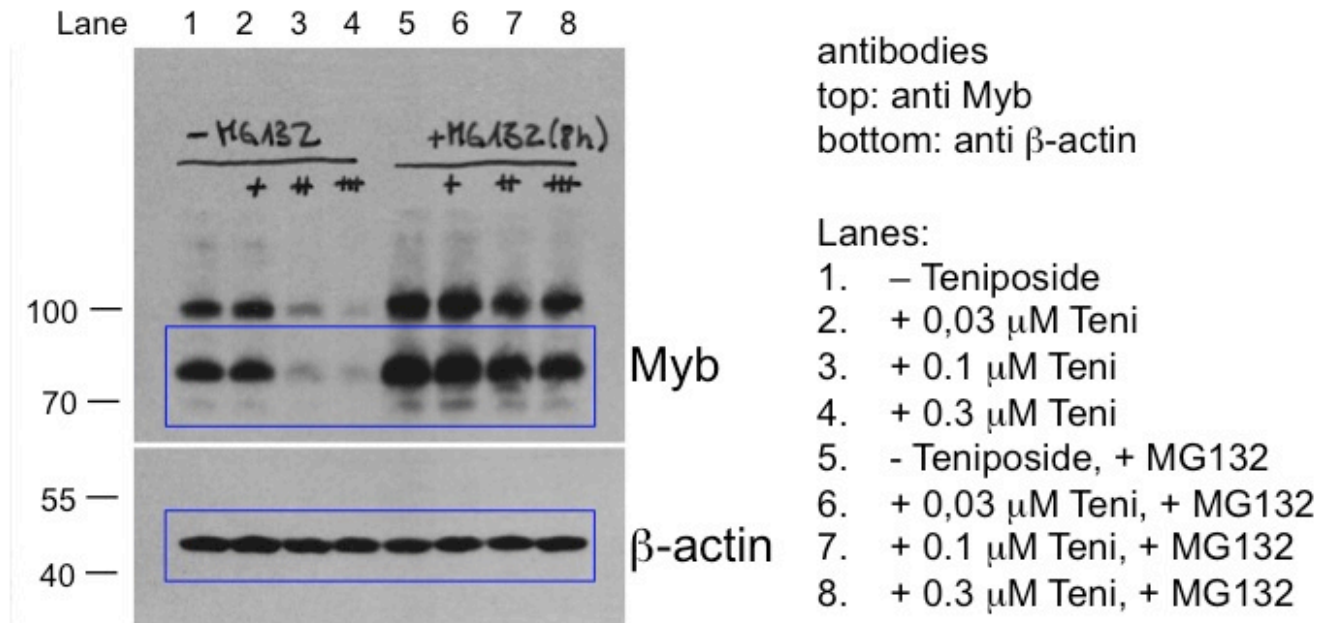 Lane 1 2 3 4 5 6 7 8
- MG132 +MG132(8h)
+ ++ +++ + ++ +++
100
Myb
70
55
β-actin
40
antibodies
top: anti Myb
bottom: anti β-actin
Lanes:
1. – Teniposide
2. + 0,03 μM Teni
3. + 0.1 μM Teni
4. + 0.3 μM Teni
5. - Teniposide, + MG132
6. + 0,03 μM Teni, + MG132
7. + 0.1 μM Teni, + MG132
8. + 0.3 μM Teni, + MG132